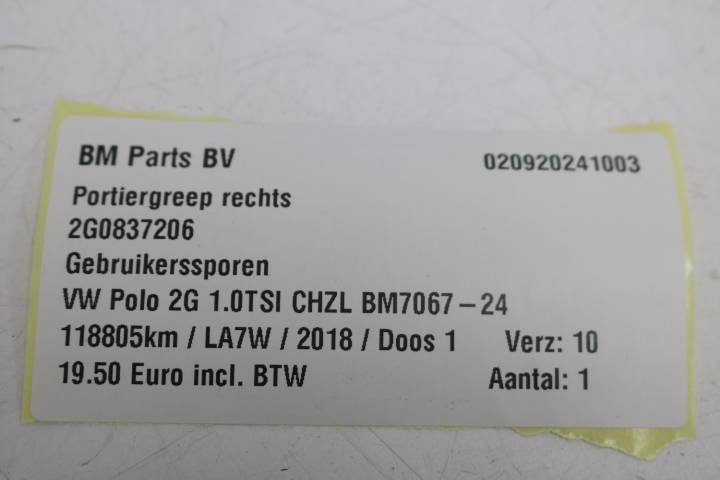 BM Parts BV 020920241003
Portiergreep rechts
2G0837206
Gebruikerssporen
VW Polo 2G 1.0TSI CHZL BM7067-24
118805km / LA7W / 2018 / Doos 1 Verz: 10
19.50 Euro incl. BTW Aantal: 1